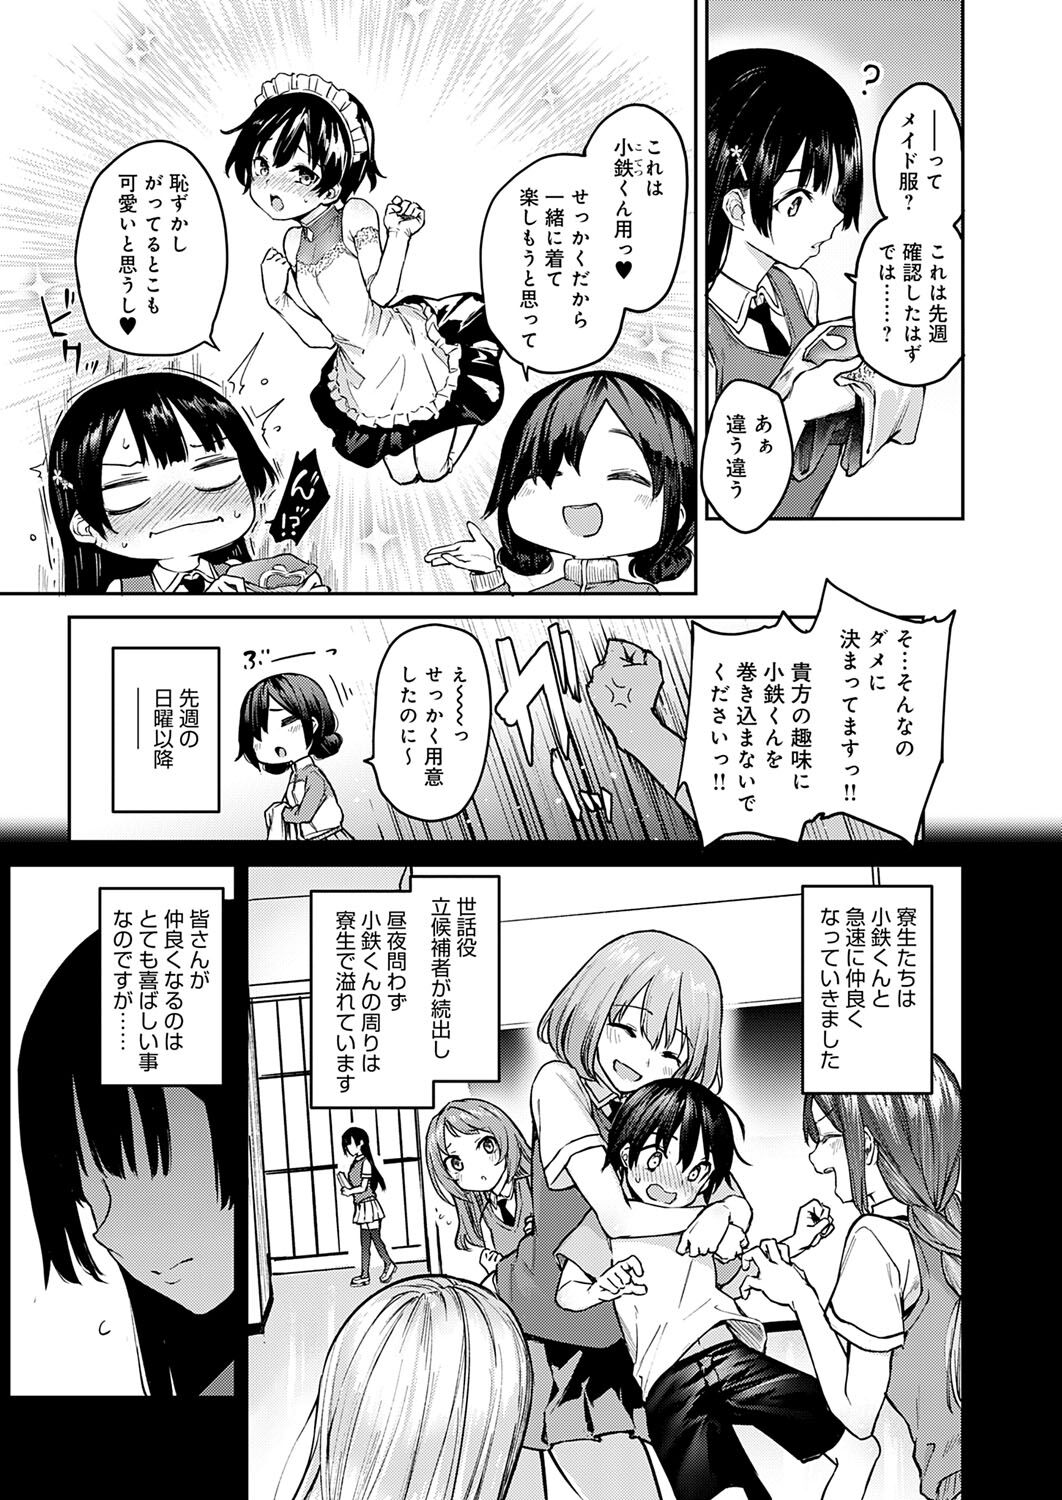 ？
──って
メイド服？
これは先週
確認したはず
では……？
あぁ
違う違う
これは
小鉄くん用っ♥
こてつ
せっかくだから
一緒に着て
楽しもうと思って
恥ずかし
がってるとこも
可愛いと思うし♥
ビクッ
んん！？
そ…そんなの
ダメに
決まってますっ!!
貴方の趣味に
小鉄くんを
巻き込まないで
くださいっ!!
え〜〜〜っ
せっかく用意
したのに〜
ぶーーっ
先週の
日曜以降──
寮生たちは
小鉄くんと
急速に仲良く
なっていきました
世話役
立候補者が続出し
昼夜問わず
小鉄くんの周りは
寮生で溢れています
皆さんが
仲良くなるのは
とても喜ばしい事
なのですが……